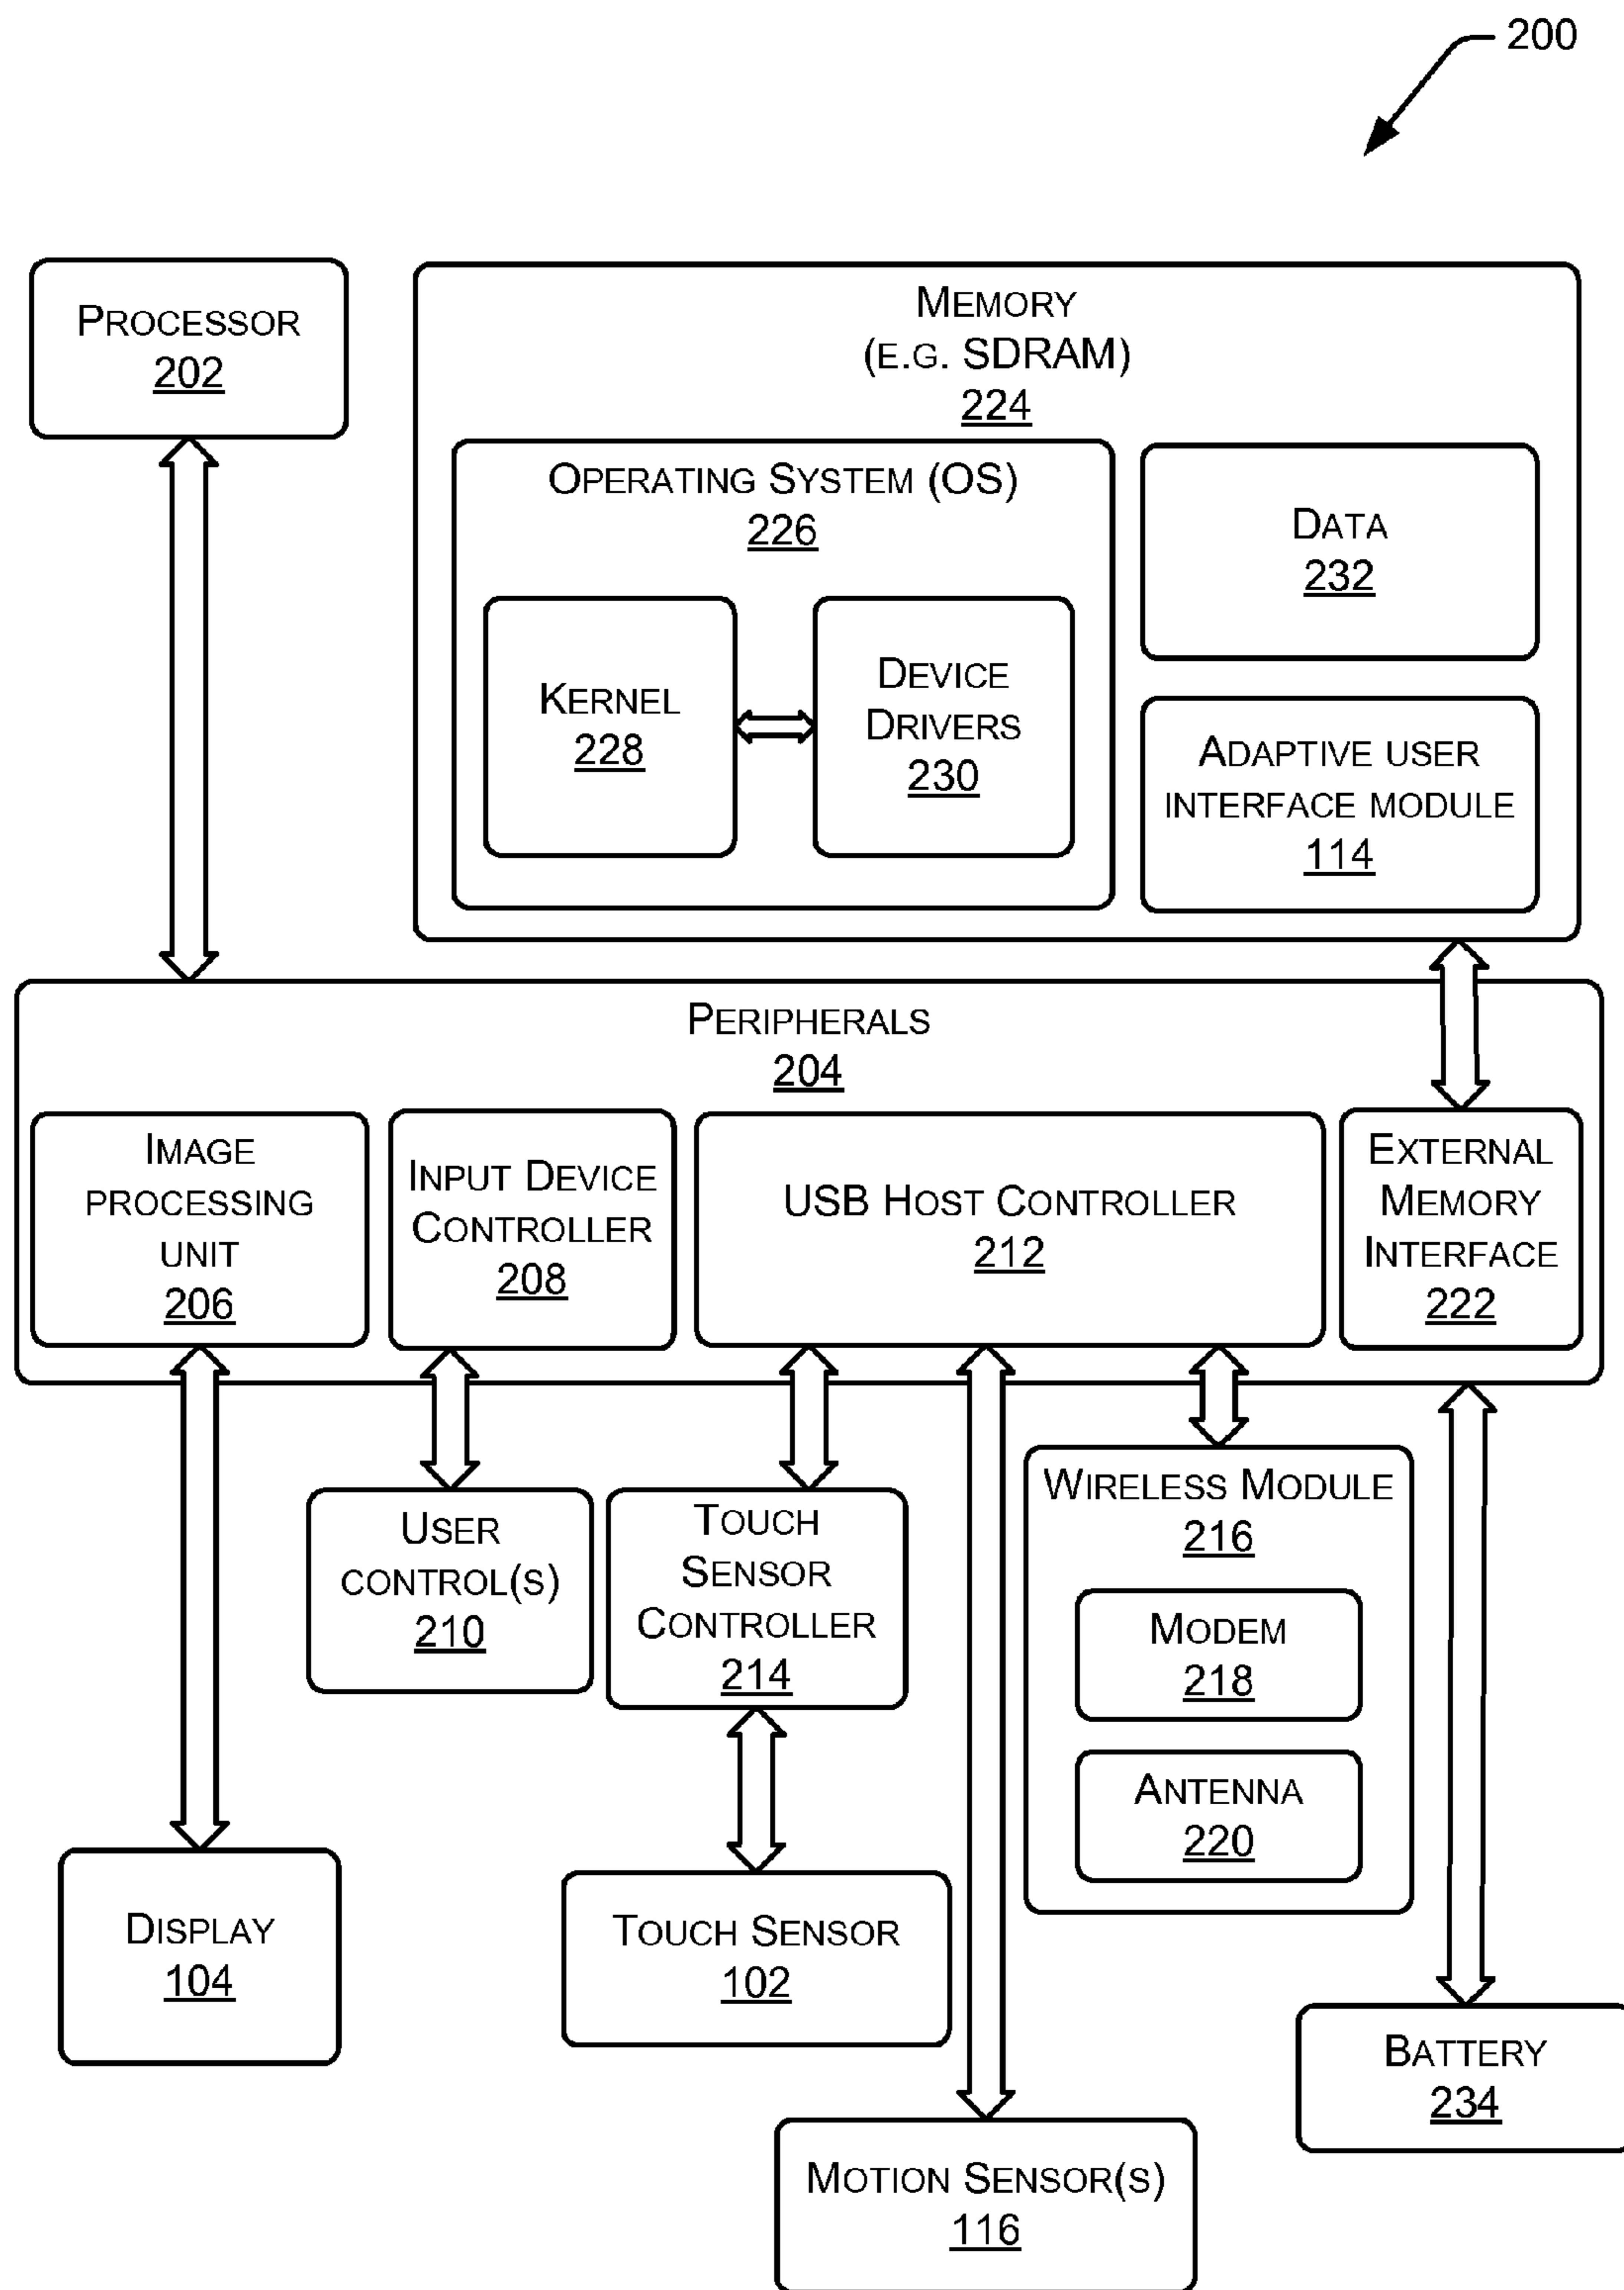 200
PROCESSOR
202
MEMORY
(E.G. SDRAM)
224
OPERATING SYSTEM (OS)
226
KERNEL
228
DEVICE
DRIVERS
230
DATA
232
ADAPTIVE USER
INTERFACE MODULE
114
PERIPHERALS
204
IMAGE
PROCESSING
UNIT
206
INPUT DEVICE
CONTROLLER
208
USB HOST CONTROLLER
212
EXTERNAL
MEMORY
INTERFACE
222
USER
CONTROL(S)
210
TOUCH
SENSOR
CONTROLLER
214
WIRELESS MODULE
216
MODEM
218
ANTENNA
220
DISPLAY
104
TOUCH SENSOR
102
BATTERY
234
MOTION SENSOR(S)
116